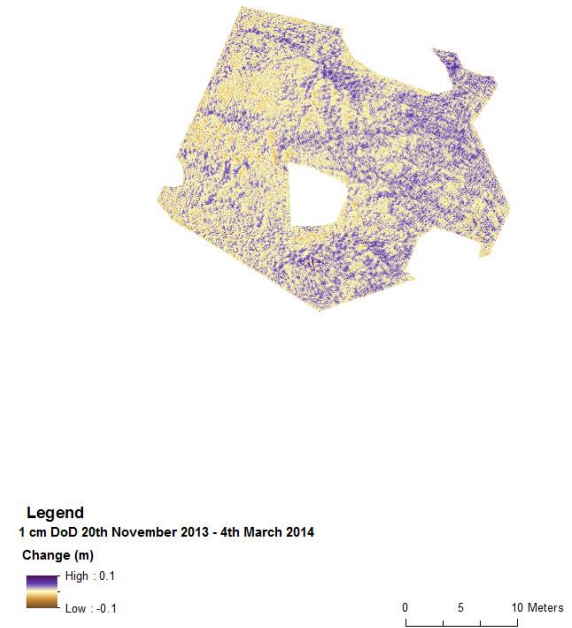 Legend
1 cm DoD 20th November 2013 - 4th March 2014
Change (m)
High : 0.1
Low : -0.1
0 5 10 Meters